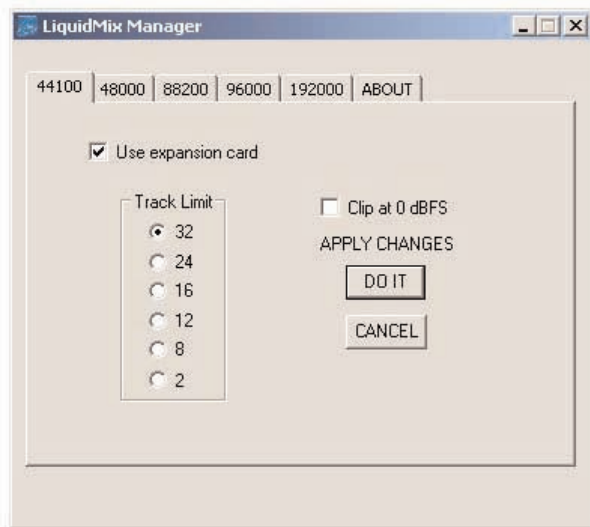 LiquidMix Manager
44100 48000 88200 96000 192000 ABOUT
Use expansion card
Track Limit
32
24
16
12
8
2
Clip at 0 dBFS
APPLY CHANGES
DO IT
CANCEL